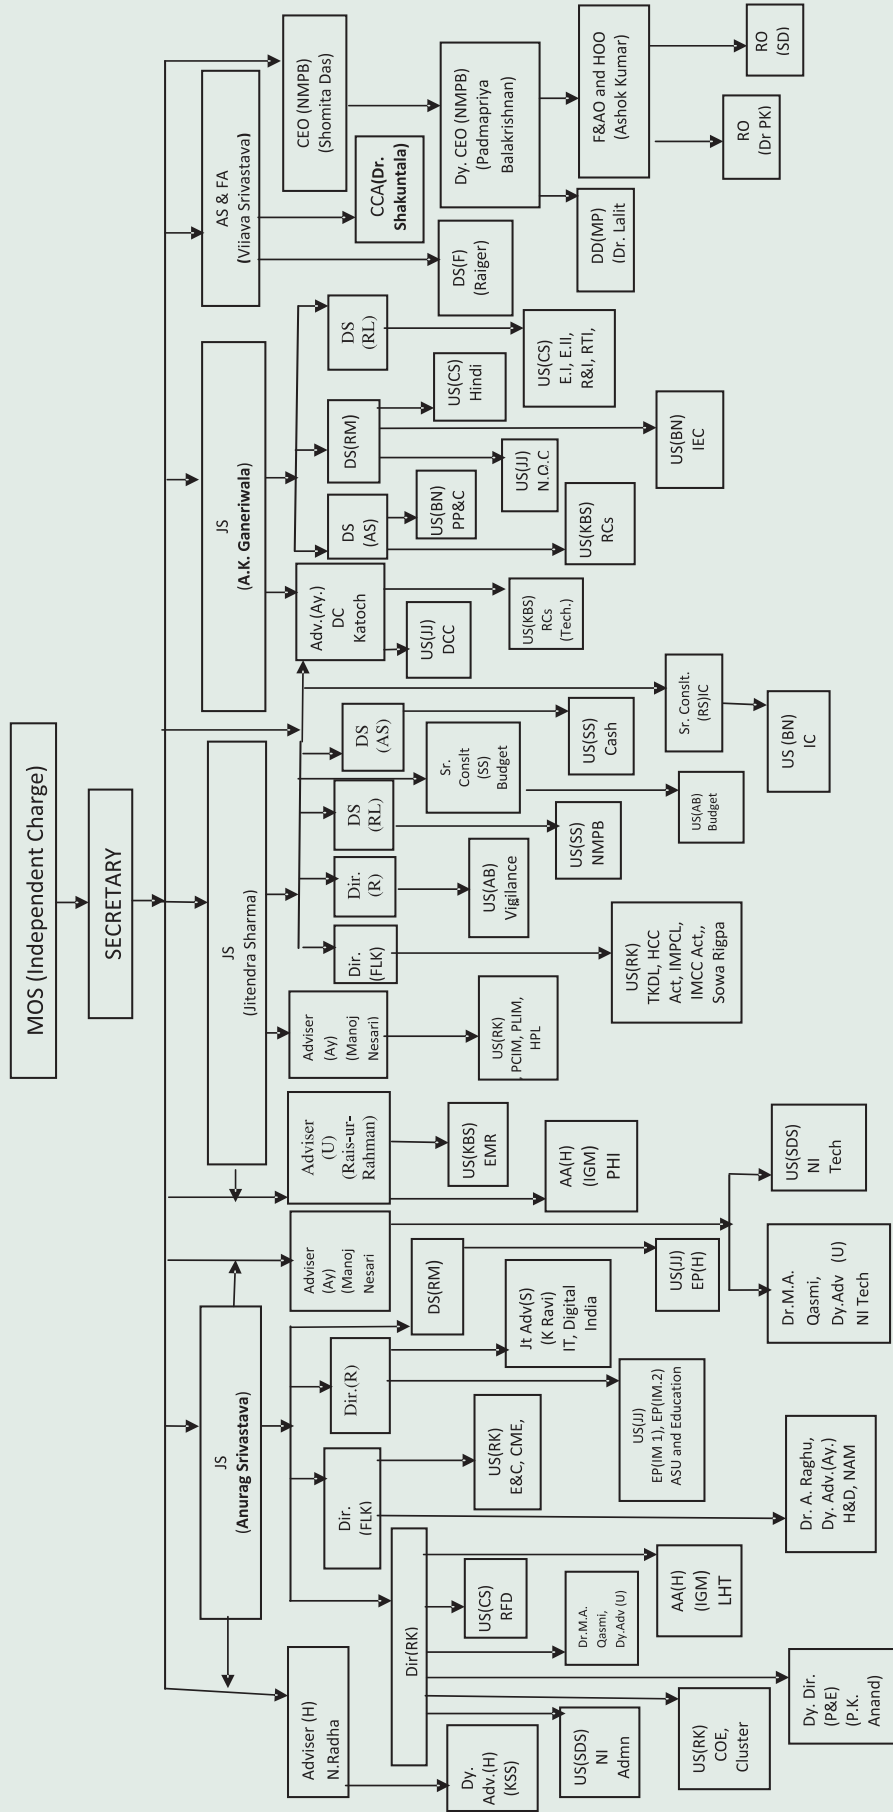 MOS (Independent Charge)
SECRETARY
JS
(Anurag Srivastava)
JS
(Jitendra Sharma)
JS
(A.K. Ganeriwala)
AS & FA
(Vijaya Srivastava)
CEO (NMPB)
(Shomita Das)
Adviser (H)
N.Radha
Dy.
Adv.(H)
(KSS)
Dir(RK)
US(SDS)
NI
Admn
US(RK)
COE,
Cluster
Dy. Dir.
(P&E)
(P.K.
Anand)
Dr.M.A.
Qasmi,
Dy.Adv (U)
US(CS)
RFD
AA(H)
(IGM)
LHT
Dir.
(FLK)
US(RK)
E&C, CME,
Dr. A. Raghu,
Dy. Adv.(Ay.)
H&D, NAM
Dir.(R)
Jt Adv(S)
(K Ravi)
IT, Digital
India
US(JJ)
EP(IM 1), EP(IM.2)
ASU and Education
DS(RM)
US(JJ)
EP(H)
Adviser
(Ay)
(Manoj
Nesari
Dr.M.A.
Qasmi,
Dy.Adv (U)
NI Tech
US(SDS)
NI
Tech
Adviser
(U)
(Rais-ur-
Rahman)
US(KBS)
EMR
AA(H)
(IGM)
PHI
Adviser
(Ay)
(Manoj
Nesari)
US(RK)
PCIM, PLIM,
HPL
Dir.
(FLK)
US(RK)
TKDL, HCC
Act, IMPCL,
IMCC Act,,
Sowa Rigpa
Dir.
(R)
US(AB)
Vigilance
DS
(RL)
US(SS)
NMPB
Sr.
Conslt
(SS)
Budget
US(AB)
Budget
DS
(AS)
US(SS)
Cash
Sr. Conslt.
(RS)IC
US (BN)
IC
Adv.(Ay.)
DC
Katoch
US(JJ)
DCC
US(KBS)
RCs
(Tech.)
DS
(AS)
US(BN)
PP&C
US(KBS)
RCs
DS(RM)
US(CS)
Hindi
US(JJ)
N.O.C
US(BN)
IEC
DS
(RL)
US(CS)
E.I, E.II,
R&I, RTI,
DS(F)
(Raiger)
CCA(Dr.
Shakuntala)
Dy. CEO (NMPB)
(Padmapriya
Balakrishnan)
DD(MP)
(Dr. Lalit
F&AO and HOO
(Ashok Kumar)
RO
(Dr PK)
RO
(SD)